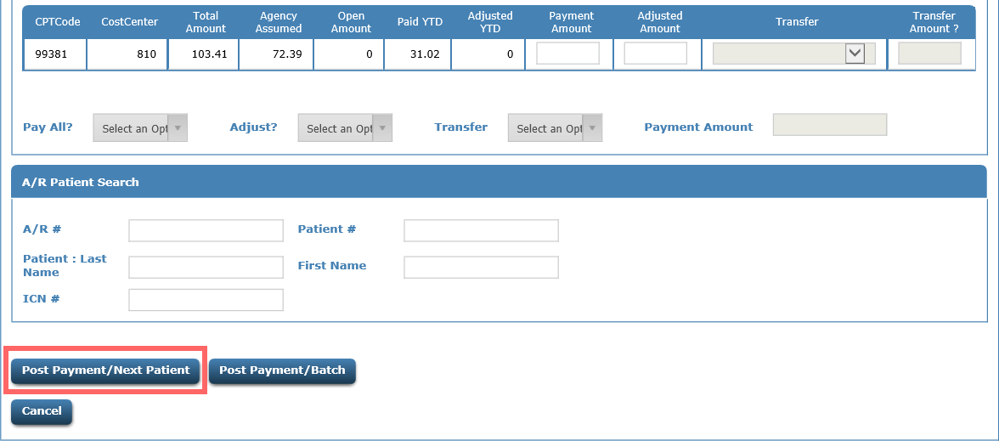 CPTCode CostCenter Total Amount Agency Assumed Open Amount Paid YTD Adjusted YTD Payment Amount Adjusted Amount Transfer Transfer Amount ?
99381 810 103.41 72.39 0 31.02 0
Pay All? Select an Opt Adjust? Select an Opt Transfer Select an Opt Payment Amount
A/R Patient Search
A/R # Patient #
Patient : Last Name First Name
ICN #
Post Payment/Next Patient Post Payment/Batch
Cancel